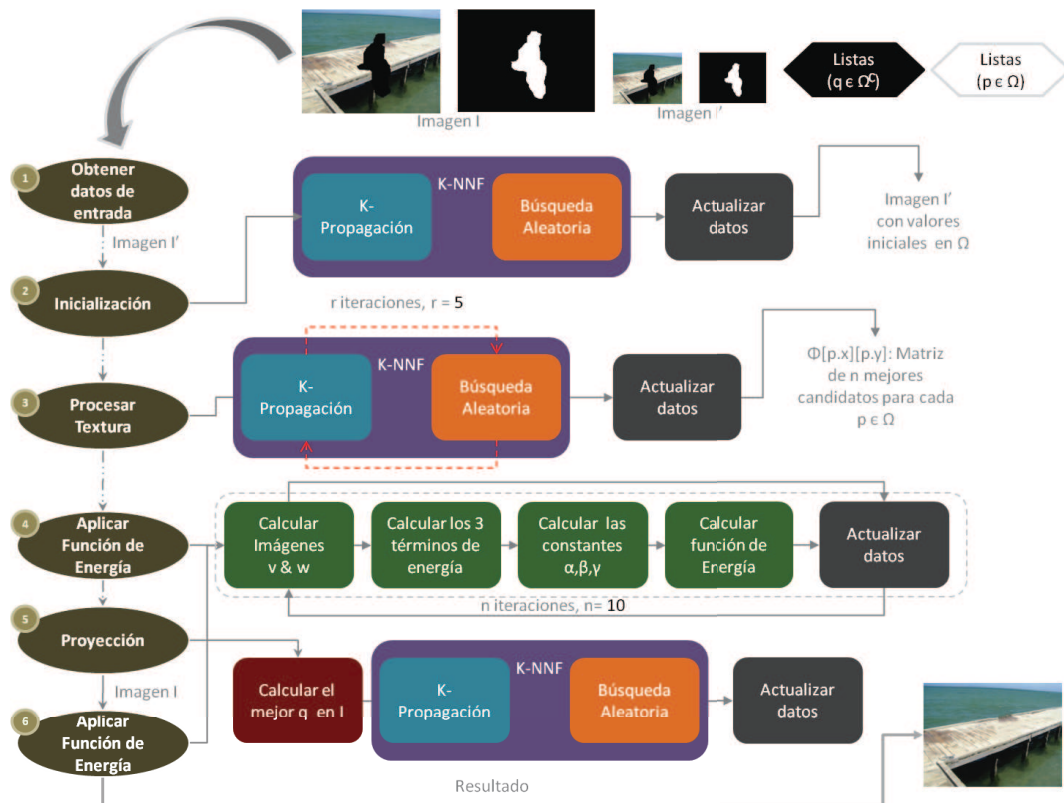 Imagen I
Imagen I'
Listas
(q ϵ Ωᶜ)
Listas
(p ϵ Ω)
1
Obtener
datos de
entrada
Imagen I'
2
Inicialización
K-NNF
K-
Propagación
Búsqueda
Aleatoria
Actualizar
datos
Imagen I'
con valores
iniciales en Ω
r iteraciones, r = 5
3
Procesar
Textura
K-NNF
K-
Propagación
Búsqueda
Aleatoria
Actualizar
datos
Φ[p.x][p.y]: Matriz
de n mejores
candidatos para cada
p ϵ Ω
4
Aplicar
Función de
Energía
Calcular
Imágenes
v & w
Calcular los 3
términos de
energía
Calcular las
constantes
α,β,γ
Calcular
función de
Energía
Actualizar
datos
n iteraciones, n= 10
5
Proyección
Imagen I
Calcular el
mejor q en I
K-NNF
K-
Propagación
Búsqueda
Aleatoria
Actualizar
datos
6
Aplicar
Función de
Energía
Resultado